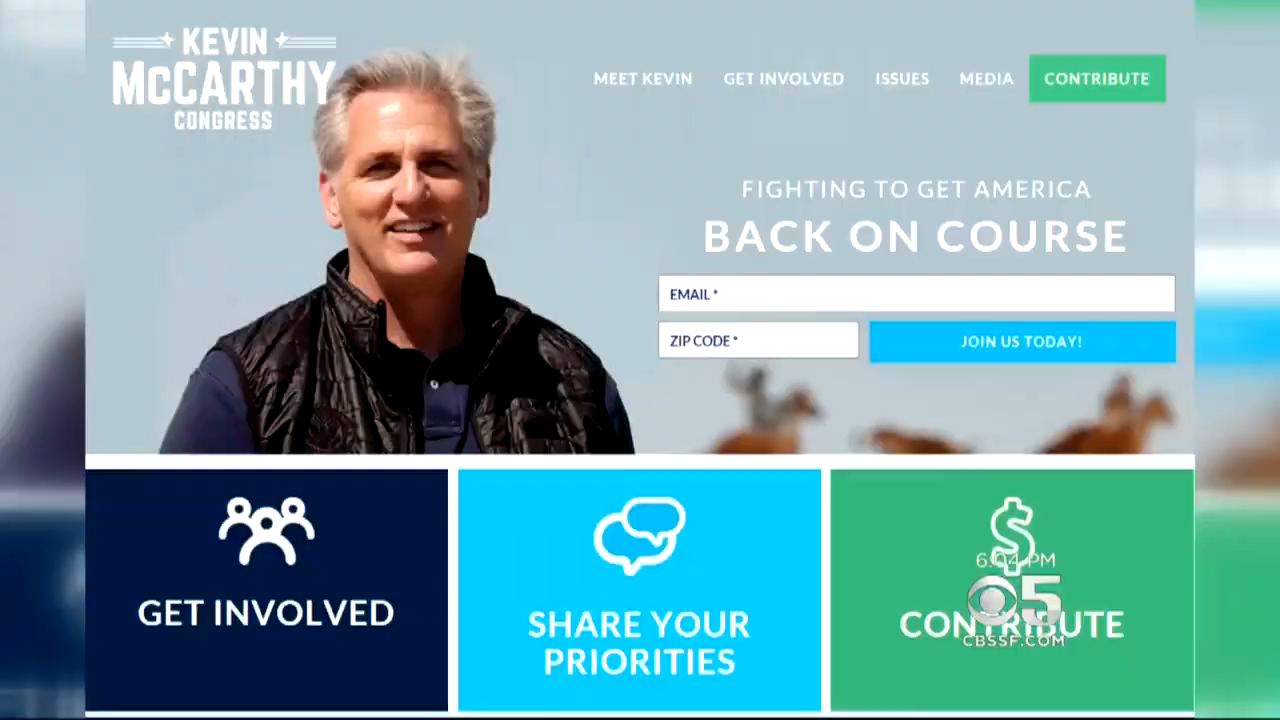 KEVIN
McCARTHY
CONGRESS
MEET KEVIN GET INVOLVED ISSUES MEDIA CONTRIBUTE
FIGHTING TO GET AMERICA
BACK ON COURSE
EMAIL *
ZIP CODE * JOIN US TODAY!
GET INVOLVED
SHARE YOUR
PRIORITIES
CONTRIBUTE
6:04 PM
5
CBSSF.COM